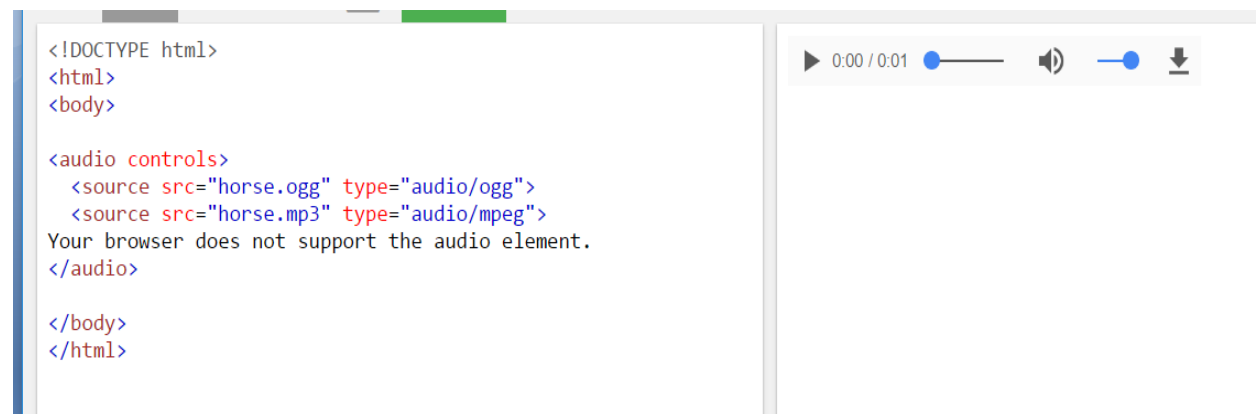 <!DOCTYPE html>
<html>
<body>
<audio controls>
  <source src="horse.ogg" type="audio/ogg">
  <source src="horse.mp3" type="audio/mpeg">
Your browser does not support the audio element.
</audio>
</body>
</html>
0:00 / 0:01